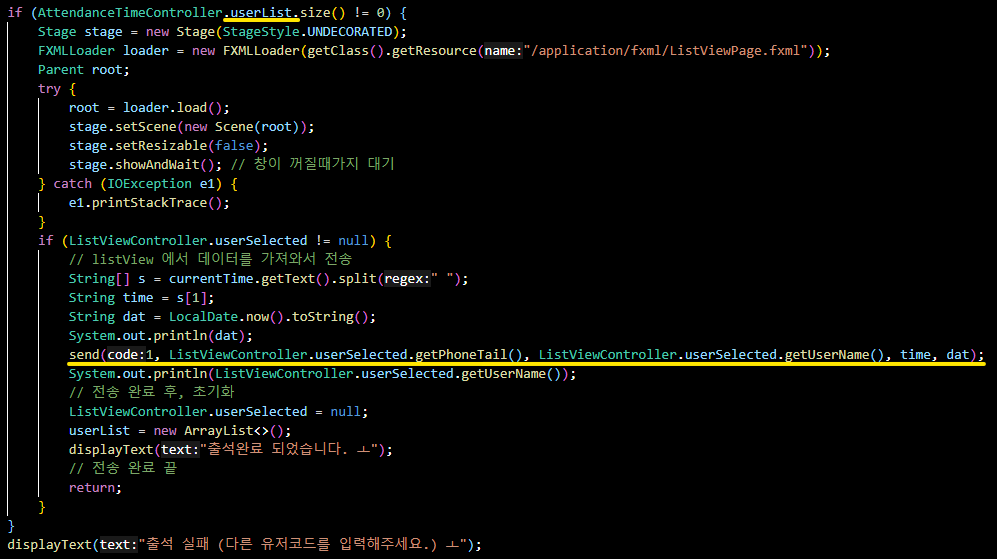 if (AttendanceTimeController.userList.size() != 0) {
Stage stage = new Stage(StageStyle.UNDECORATED);
FXMLLoader loader = new FXMLLoader(getClass().getResource(name:"/application/fxml/ListViewPage.fxml"));
Parent root;
try {
root = loader.load();
stage.setScene(new Scene(root));
stage.setResizable(false);
stage.showAndWait(); // 창이 꺼질때가지 대기
} catch (IOException e1) {
e1.printStackTrace();
}
if (ListViewController.userSelected != null) {
// listView 에서 데이터를 가져와서 전송
String[] s = currentTime.getText().split(regex:" ");
String time = s[1];
String dat = LocalDate.now().toString();
System.out.println(dat);
send(code:1, ListViewController.userSelected.getPhoneTail(), ListViewController.userSelected.getUserName(), time, dat);
System.out.println(ListViewController.userSelected.getUserName());
// 전송 완료 후, 초기화
ListViewController.userSelected = null;
userList = new ArrayList<>();
displayText(text:"출석완료 되었습니다. ㅗ");
// 전송 완료 끝
return;
}
}
displayText(text:"출석 실패 (다른 유저코드를 입력해주세요.) ㅗ");